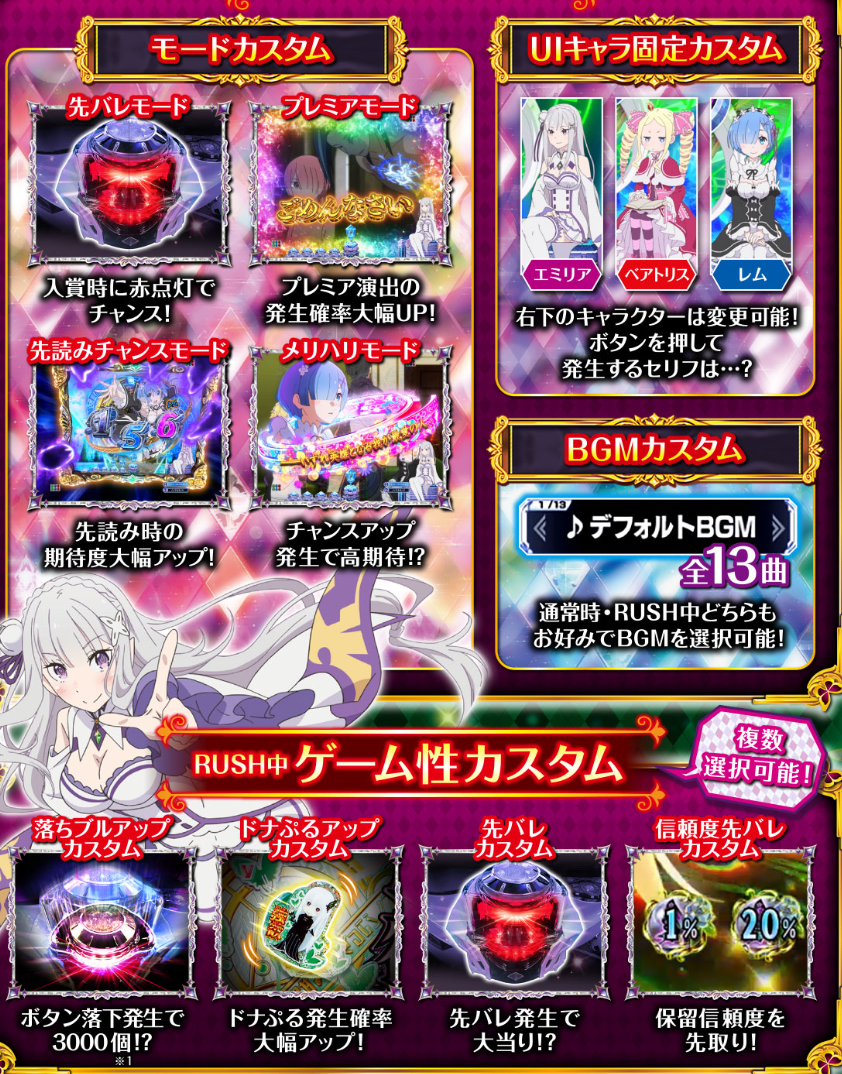 モードカスタム
先バレモード
入賞時に赤点灯で
チャンス!
プレミアモード
ごめんなさい
プレミア演出の
発生確率大幅UP!
先読みチャンスモード
1 5 6
先読み時の
期待度大幅アップ!
メリハリモード
チャンスアップ
発生で高期待!?
UIキャラ固定カスタム
エミリア
ベアトリス
レム
右下のキャラクターは変更可能!
ボタンを押して
発生するセリフは…?
BGMカスタム
1/13
♪デフォルトBGM
全13曲
通常時・RUSH中どちらも
お好みでBGMを選択可能!
RUSH中 ゲーム性カスタム
複数
選択可能!
落ちブルアップ
カスタム
ボタン落下発生で
3000個!?
※1
ドナぷるアップ
カスタム
ドナぷる発生確率
大幅アップ!
先バレ
カスタム
先バレ発生で
大当り!?
信頼度先バレ
カスタム
1% 20%
保留信頼度を
先取り!